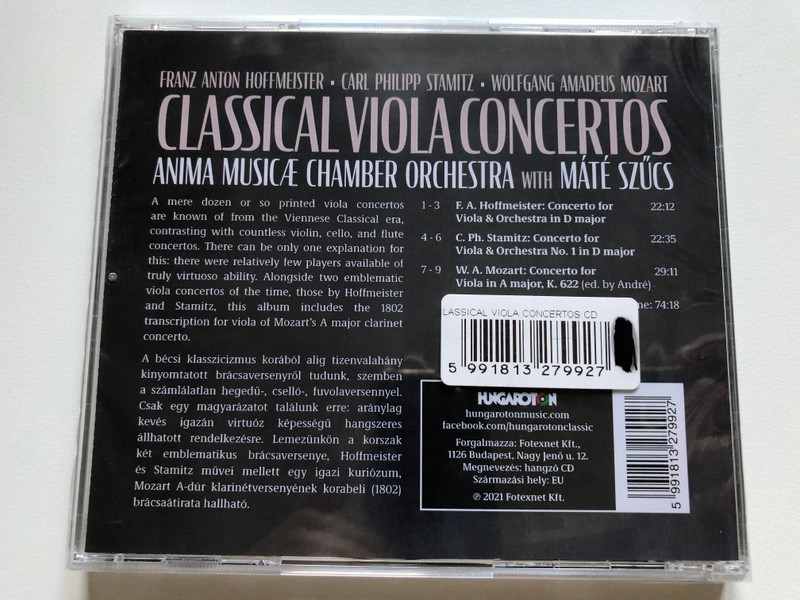 FRANZ ANTON HOFFMEISTER • CARL PHILIPP STAMITZ • WOLFGANG AMADEUS MOZART
CLASSICAL VIOLA CONCERTOS
ANIMA MUSICÆ CHAMBER ORCHESTRA WITH MÁTÉ SZŰCS
A mere dozen or so printed viola concertos
are known of from the Viennese Classical era,
contrasting with countless violin, cello, and flute
concertos. There can be only one explanation for
this: there were relatively few players available of
truly virtuoso ability. Alongside two emblematic
viola concertos of the time, those by Hoffmeister
and Stamitz, this album includes the 1802
transcription for viola of Mozart's A major clarinet
concerto.
A bécsi klasszicizmus korából alig tizenvalahány
kinyomtatott brácsaversenyről tudunk, szemben
a számlálatlan hegedű-, cselló-, fuvolaversennyel.
Csak egy magyarázatot találunk erre: aránylag
kevés igazán virtuóz képességű hangszeres
állhatott rendelkezésre. Lemezünkön a korszak
két emblematikus brácsaversenye, Hoffmeister
és Stamitz művei mellett egy igazi kuriózum,
Mozart A-dúr klarinétversenyének korabeli (1802)
brácsaátirata hallható.
1-3 F. A. Hoffmeister: Concerto for 22:12
Viola & Orchestra in D major
4-6 C. Ph. Stamitz: Concerto for 22:35
Viola & Orchestra No. 1 in D major
7-9 W. A. Mozart: Concerto for 29:11
Viola in A major, K. 622 (ed. by André)
74:18
CLASSICAL VIOLA CONCERTOS CD
5 991813 279927
HUNGAROTON
hungarotonmusic.com
facebook.com/hungarotonclassic
Forgalmazza: Fotexnet Kft.,
1126 Budapest, Nagy Jenő u. 12.
Megnevezés: hangzó CD
Származási hely: EU
℗ 2021 Fotexnet Kft.
5 991813 279927